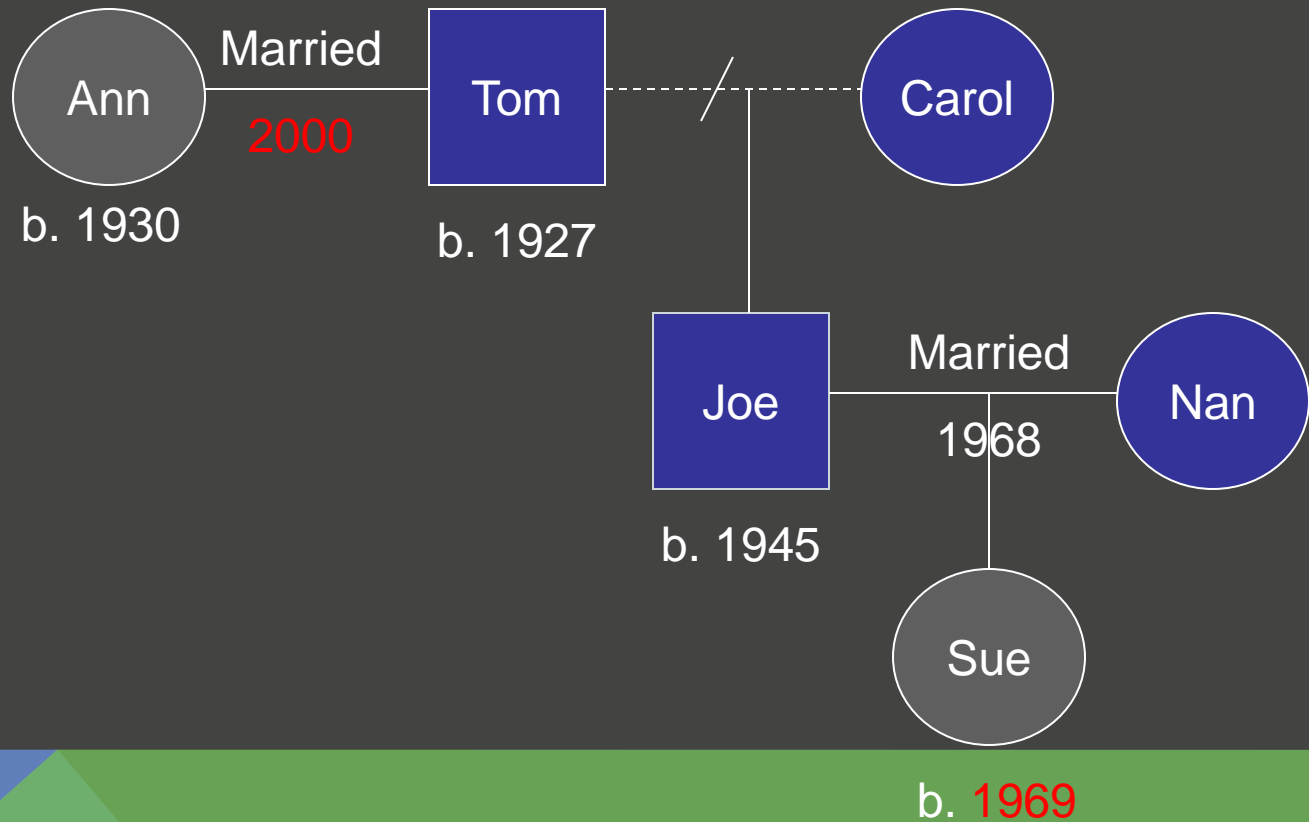 Married
Ann
Tom
Carol
2000
b. 1930
b. 1927
Married
Joe
Nan
1968
b. 1945
Sue
b. 1969